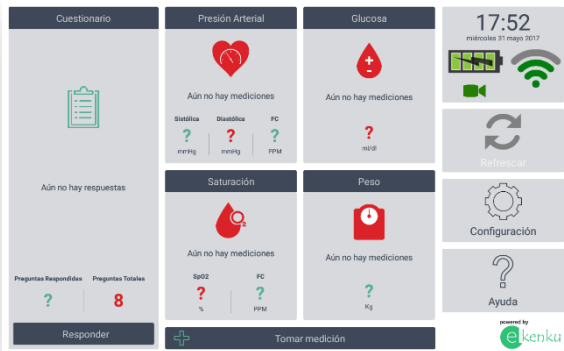 Cuestionario
Aún no hay respuestas
Preguntas Respondidas Preguntas Totales
? 8
Responder
Presión Arterial
Aún no hay mediciones
Sistólica Diastólica FC
? ? ?
mmHg mmHg PPM
Glucosa
Aún no hay mediciones
?
ml/dl
Saturación
O2
Aún no hay mediciones
SpO2 FC
? ?
% PPM
Peso
Aún no hay mediciones
?
Kg
Tomar medición
17:52
miércoles 31 mayo 2017
Refrescar
Configuración
?
Ayuda
powered by
ekenku